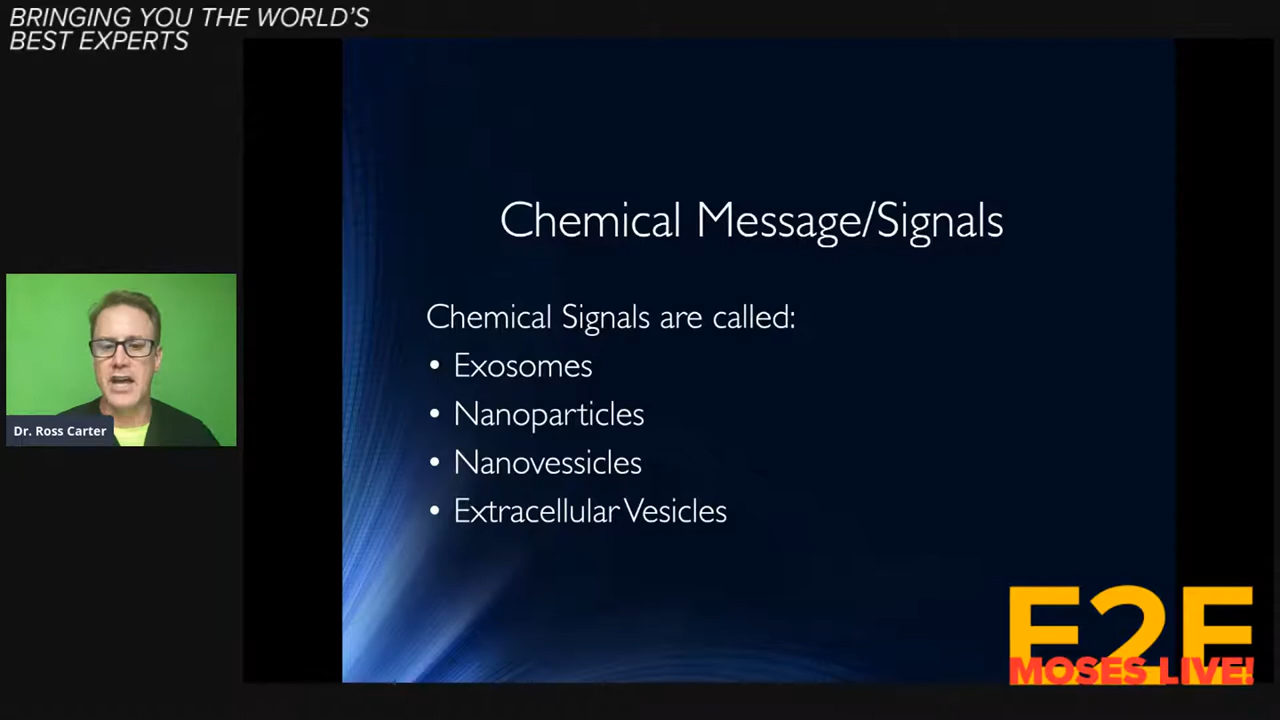 BRINGING YOU THE WORLD'S
BEST EXPERTS
Chemical Message/Signals
Chemical Signals are called:
• Exosomes
• Nanoparticles
• Nanovessicles
• Extracellular Vesicles
Dr. Ross Carter
F2F
MOSES LIVE!